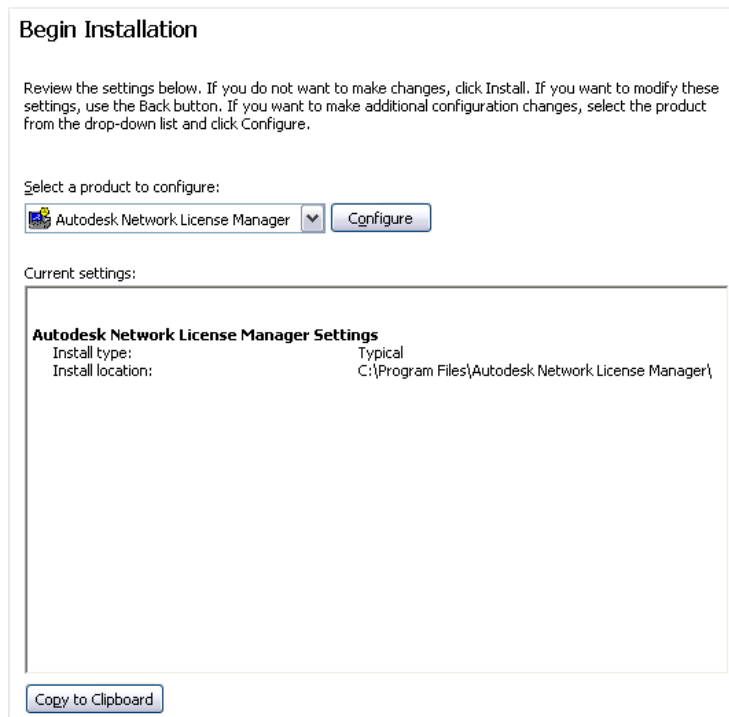 Begin Installation
Review the settings below. If you do not want to make changes, click Install. If you want to modify these
settings, use the Back button. If you want to make additional configuration changes, select the product
from the drop-down list and click Configure.
Select a product to configure:
Autodesk Network License Manager Configure
Current settings:
Autodesk Network License Manager Settings
Install type: Typical
Install location: C:\Program Files\Autodesk Network License Manager\
Copy to Clipboard